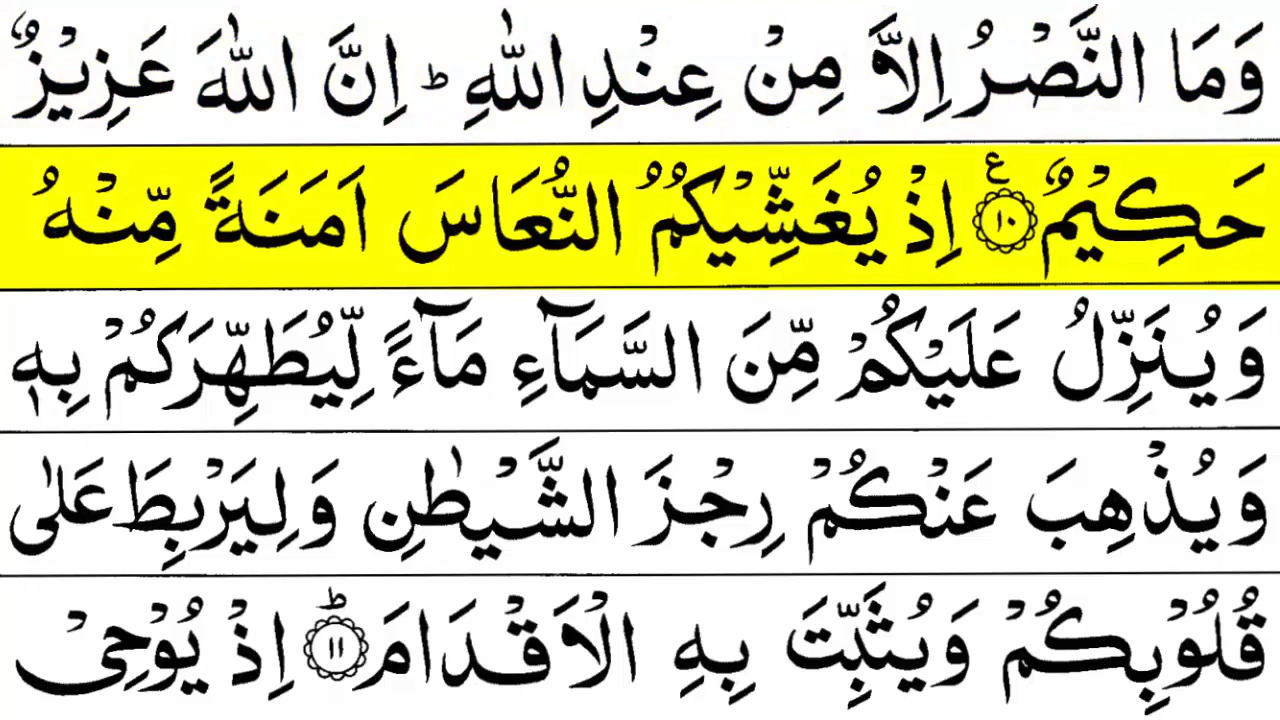 وَمَا النَّصْرُ اِلَّا مِنْ عِنْدِ اللّٰهِ ؕ اِنَّ اللّٰهَ عَزِيْزٌ
حَكِيْمٌ ۧ ﴿۱۰﴾ اِذْ يُغَشِّيْكُمُ النُّعَاسَ اَمَنَةً مِّنْهُ
وَيُنَزِّلُ عَلَيْكُمْ مِّنَ السَّمَآءِ مَآءً لِّيُطَهِّرَكُمْ بِهٖ
وَيُذْهِبَ عَنْكُمْ رِجْزَ الشَّيْطٰنِ وَلِيَرْبِطَ عَلٰى
قُلُوْبِكُمْ وَيُثَبِّتَ بِهِ الْاَقْدَامَ ؕ ﴿۱۱﴾ اِذْ يُوْحِىْ